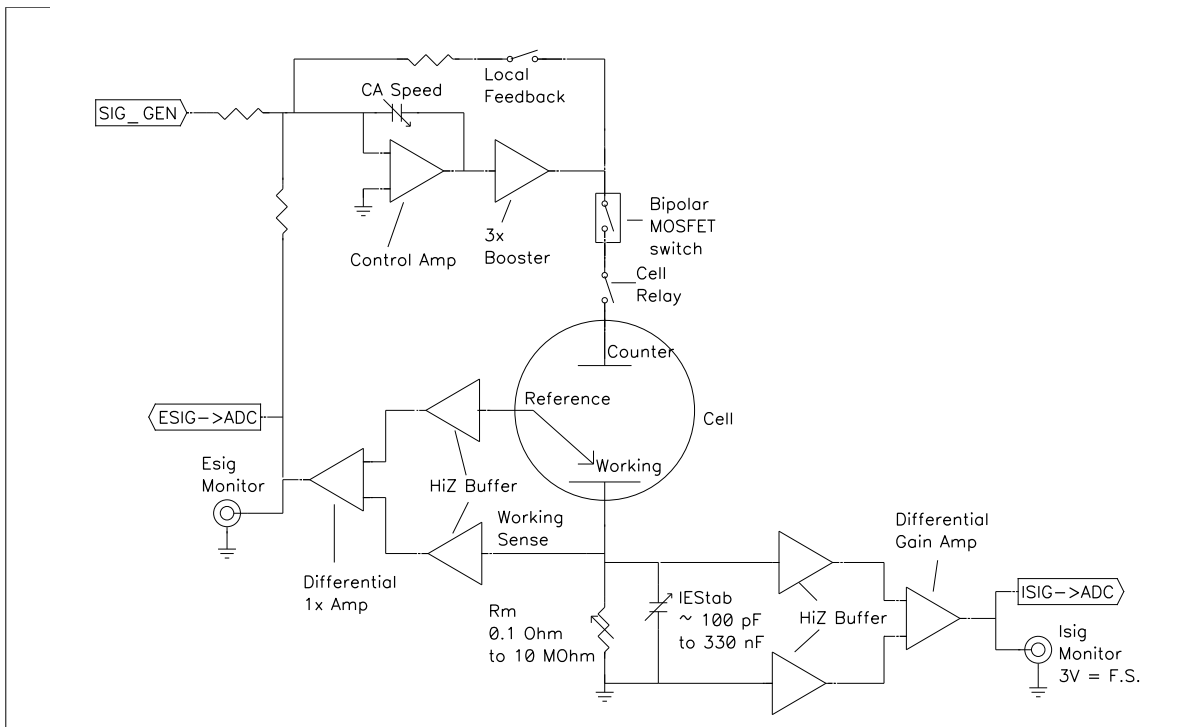 Local
Feedback
CA Speed
SIG_GEN
Control Amp
3x
Booster
Bipolar
MOSFET
switch
Cell
Relay
Counter
Reference
Cell
ESIG->ADC
Working
Esig
Monitor
HiZ Buffer
Working
Sense
Differential
1x Amp
Differential
Gain Amp
Rm
0.1 Ohm
to 10 MOhm
IEStab
~ 100 pF
to 330 nF
HiZ Buffer
ISIG->ADC
Isig
Monitor
3V = F.S.